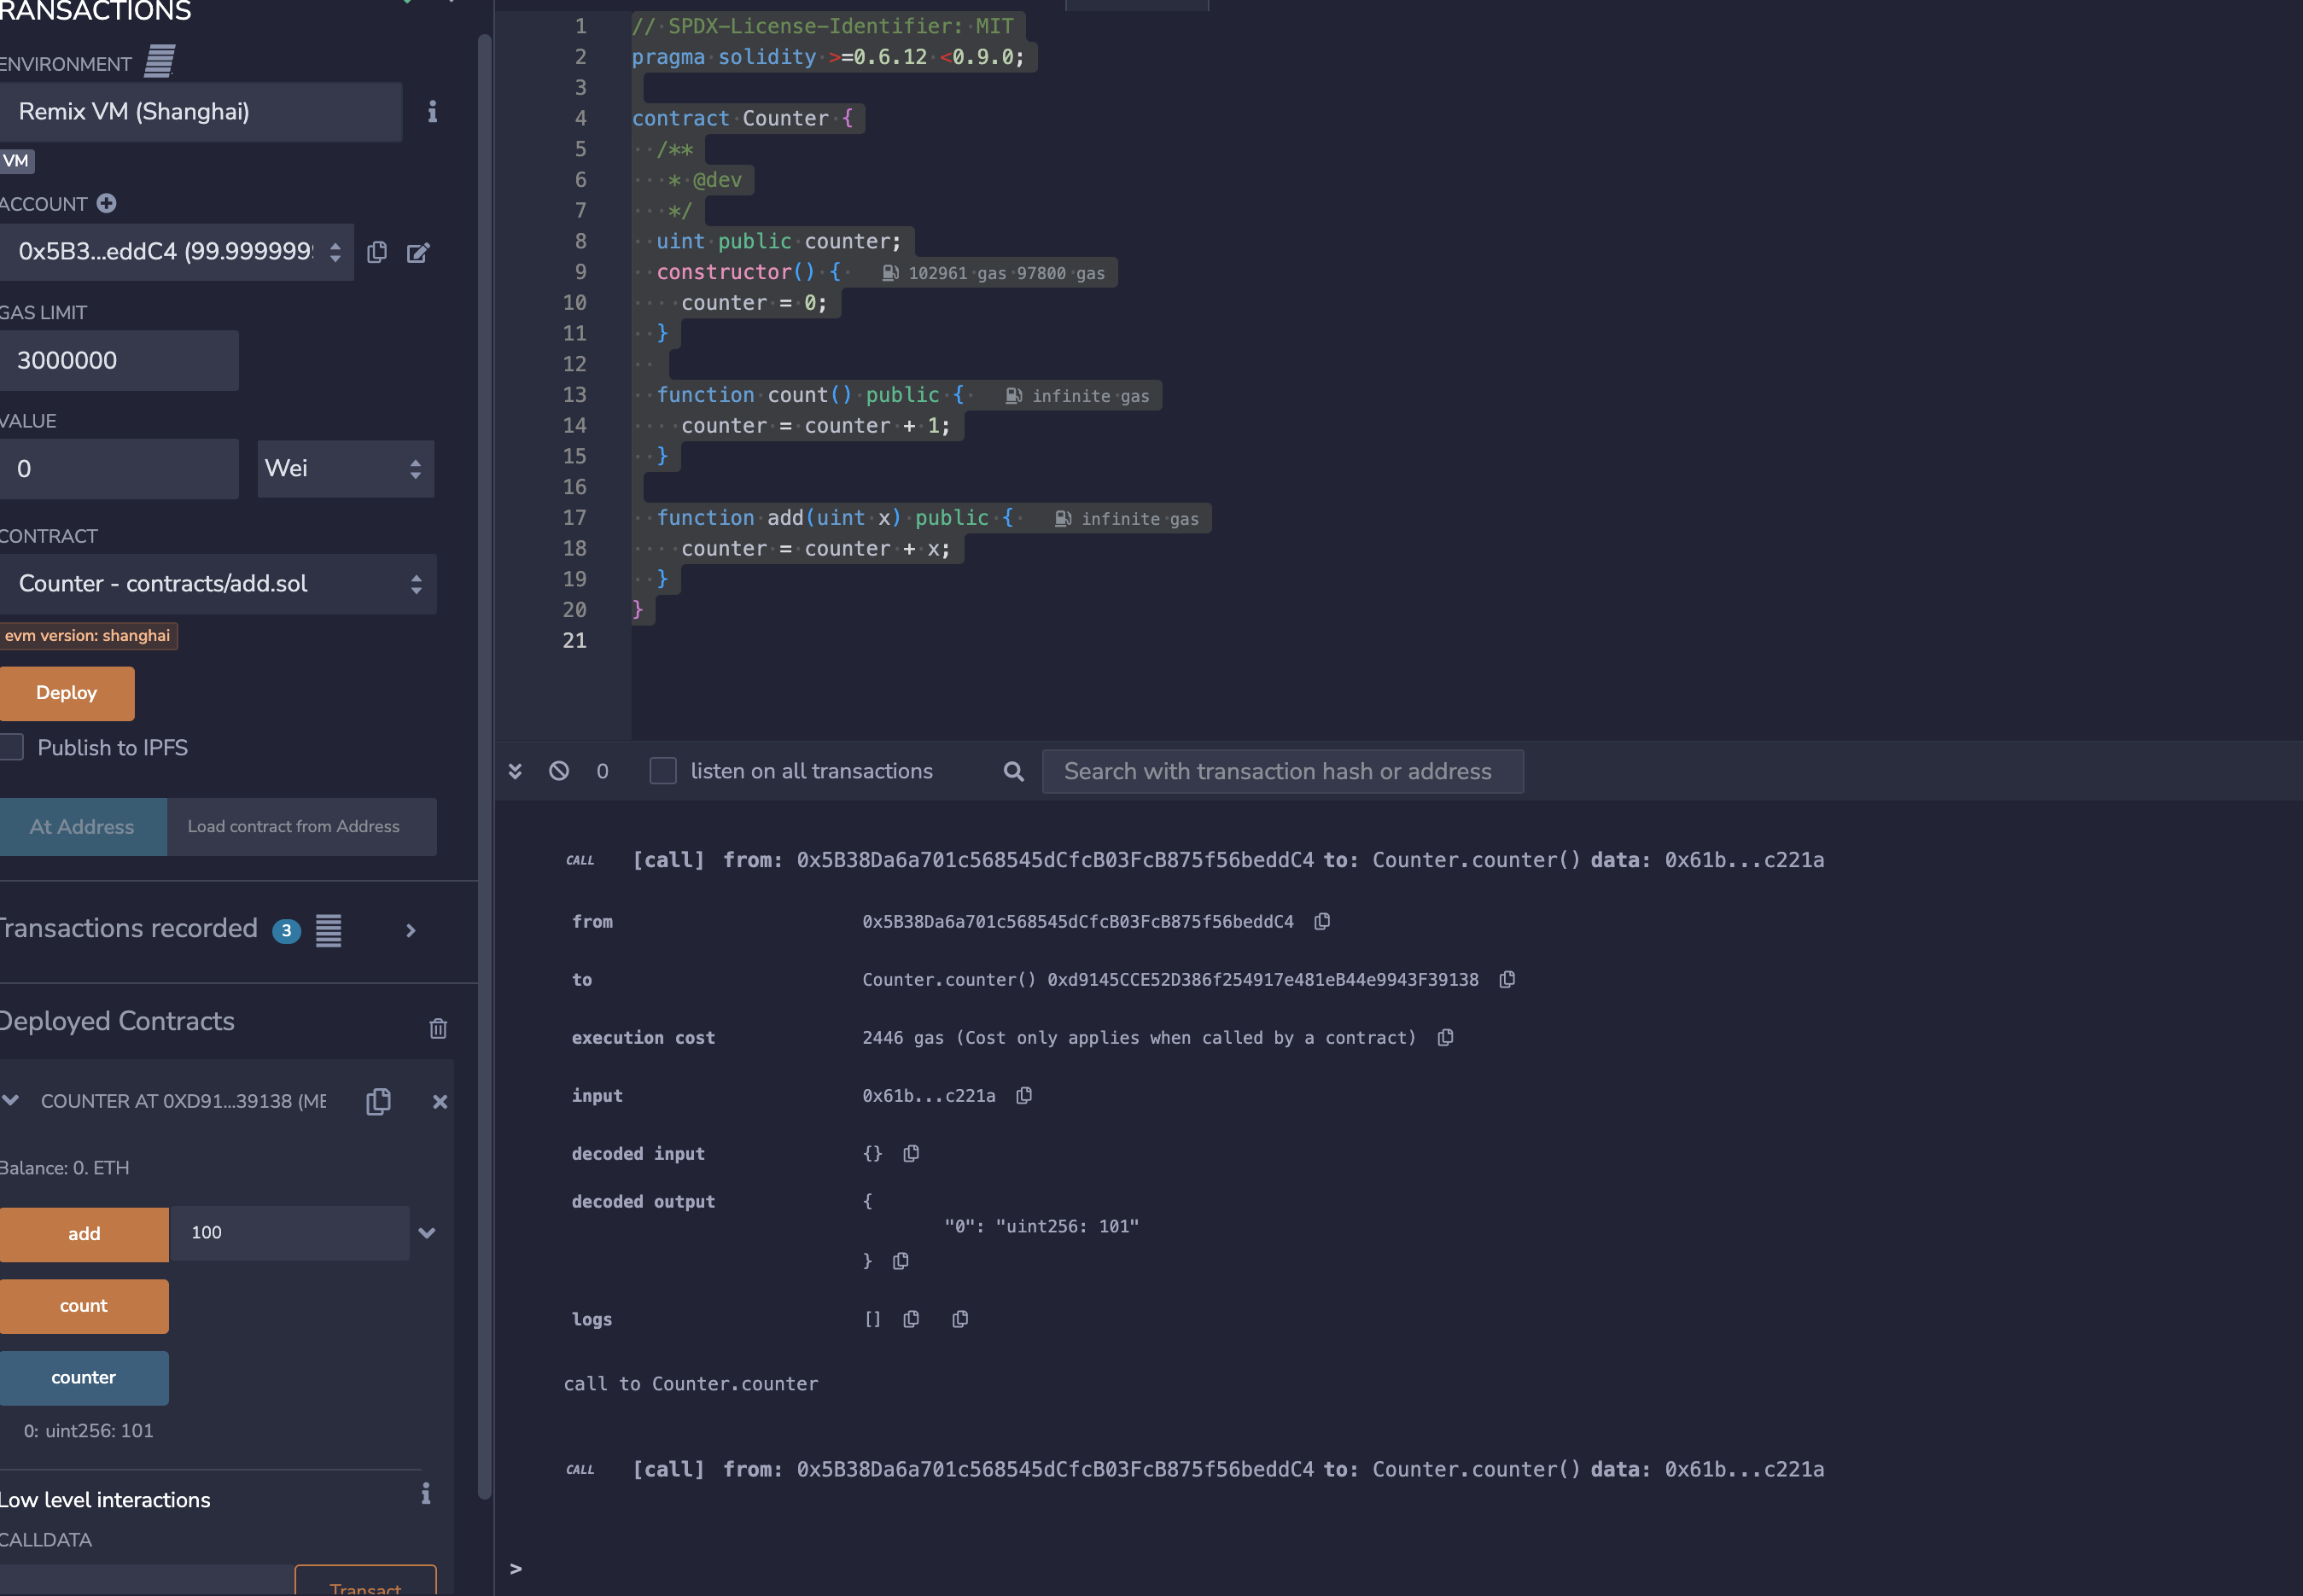 RANSACTIONS
ENVIRONMENT
Remix VM (Shanghai)
VM
ACCOUNT
0x5B3...eddC4 (99.999999
GAS LIMIT
3000000
VALUE
0 Wei
CONTRACT
Counter - contracts/add.sol
evm version: shanghai
Deploy
Publish to IPFS
At Address Load contract from Address
Transactions recorded 3
Deployed Contracts
COUNTER AT 0XD91...39138 (ME
Balance: 0. ETH
add 100
count
counter
0: uint256: 101
Low level interactions
CALLDATA
Transact
1 // SPDX-License-Identifier: MIT
2 pragma solidity >=0.6.12 <0.9.0;
3
4 contract Counter {
5 /**
6 * @dev
7 */
8 uint public counter;
9 constructor() { 102961 gas 97800 gas
10 counter = 0;
11 }
12
13 function count() public { infinite gas
14 counter = counter + 1;
15 }
16
17 function add(uint x) public { infinite gas
18 counter = counter + x;
19 }
20 }
21
0 listen on all transactions Search with transaction hash or address
CALL [call] from: 0x5B38Da6a701c568545dCfcB03FcB875f56beddC4 to: Counter.counter() data: 0x61b...c221a
from 0x5B38Da6a701c568545dCfcB03FcB875f56beddC4
to Counter.counter() 0xd9145CCE52D386f254917e481eB44e9943F39138
execution cost 2446 gas (Cost only applies when called by a contract)
input 0x61b...c221a
decoded input {}
decoded output {
"0": "uint256: 101"
}
logs []
call to Counter.counter
CALL [call] from: 0x5B38Da6a701c568545dCfcB03FcB875f56beddC4 to: Counter.counter() data: 0x61b...c221a
>